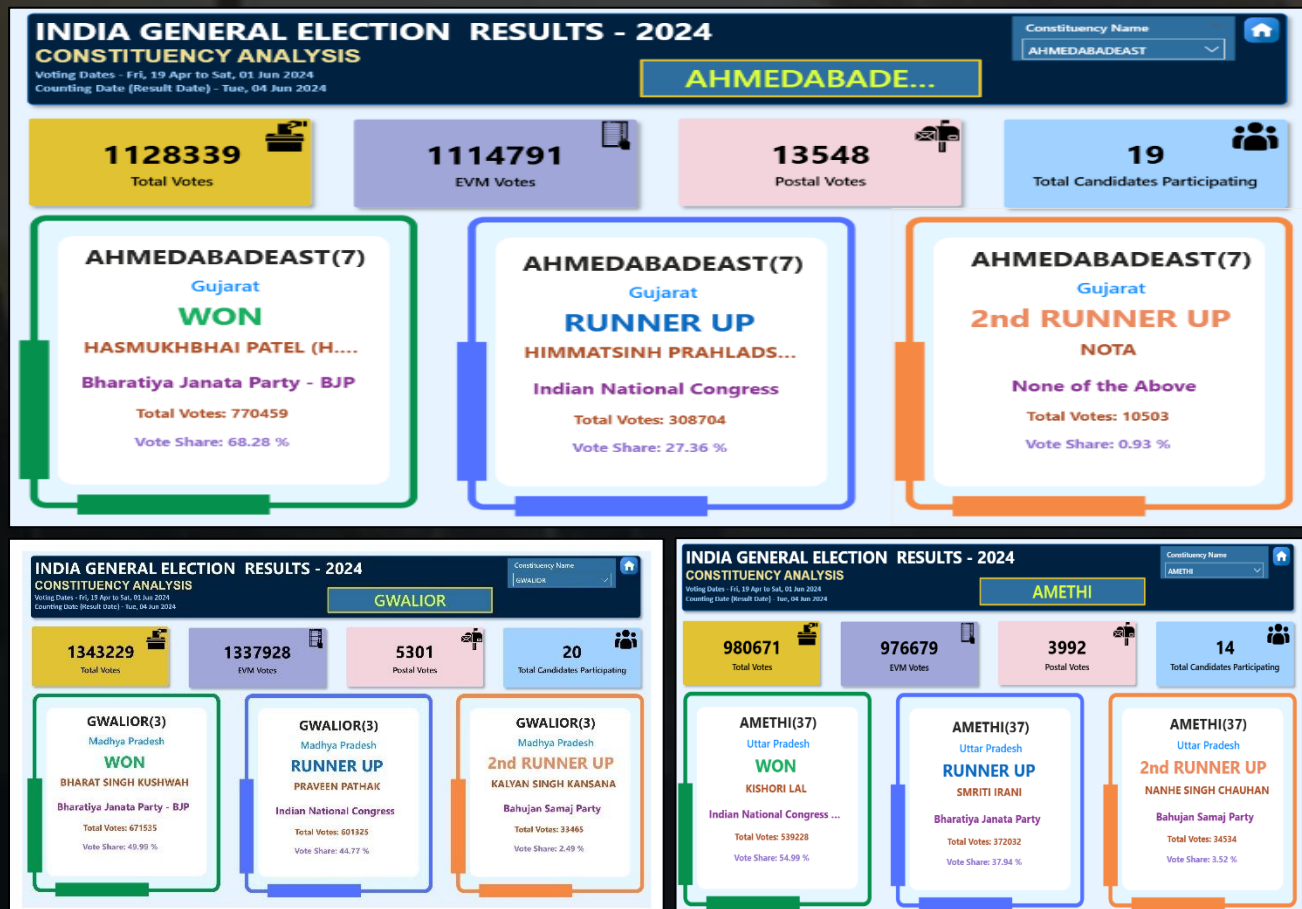 INDIA GENERAL ELECTION RESULTS - 2024
CONSTITUENCY ANALYSIS
Voting Dates - Fri, 19 Apr to Sat, 01 Jun 2024
Counting Date (Result Date) - Tue, 04 Jun 2024
AHMEDABADE...
Constituency Name
AHMEDABADEAST
1128339
Total Votes
1114791
EVM Votes
13548
Postal Votes
19
Total Candidates Participating
AHMEDABADEAST(7)
Gujarat
WON
HASMUKHBHAI PATEL (H....
Bharatiya Janata Party - BJP
Total Votes: 770459
Vote Share: 68.28 %
AHMEDABADEAST(7)
Gujarat
RUNNER UP
HIMMATSINH PRAHLADS...
Indian National Congress
Total Votes: 308704
Vote Share: 27.36 %
AHMEDABADEAST(7)
Gujarat
2nd RUNNER UP
NOTA
None of the Above
Total Votes: 10503
Vote Share: 0.93 %
INDIA GENERAL ELECTION RESULTS - 2024
CONSTITUENCY ANALYSIS
Voting Dates - Fri, 19 Apr to Sat, 01 Jun 2024
Counting Date (Result Date) - Tue, 04 Jun 2024
GWALIOR
Constituency Name
GWALIOR
1343229
Total Votes
1337928
EVM Votes
5301
Postal Votes
20
Total Candidates Participating
GWALIOR(3)
Madhya Pradesh
WON
BHARAT SINGH KUSHWAH
Bharatiya Janata Party - BJP
Total Votes: 671535
Vote Share: 49.99 %
GWALIOR(3)
Madhya Pradesh
RUNNER UP
PRAVEEN PATHAK
Indian National Congress
Total Votes: 601325
Vote Share: 44.77 %
GWALIOR(3)
Madhya Pradesh
2nd RUNNER UP
KALYAN SINGH KANSANA
Bahujan Samaj Party
Total Votes: 33465
Vote Share: 2.49 %
INDIA GENERAL ELECTION RESULTS - 2024
CONSTITUENCY ANALYSIS
Voting Dates - Fri, 19 Apr to Sat, 01 Jun 2024
Counting Date (Result Date) - Tue, 04 Jun 2024
AMETHI
Constituency Name
AMETHI
980671
Total Votes
976679
EVM Votes
3992
Postal Votes
14
Total Candidates Participating
AMETHI(37)
Uttar Pradesh
WON
KISHORI LAL
Indian National Congress ...
Total Votes: 539228
Vote Share: 54.99 %
AMETHI(37)
Uttar Pradesh
RUNNER UP
SMRITI IRANI
Bharatiya Janata Party
Total Votes: 372032
Vote Share: 37.94 %
AMETHI(37)
Uttar Pradesh
2nd RUNNER UP
NANHE SINGH CHAUHAN
Bahujan Samaj Party
Total Votes: 34534
Vote Share: 3.52 %